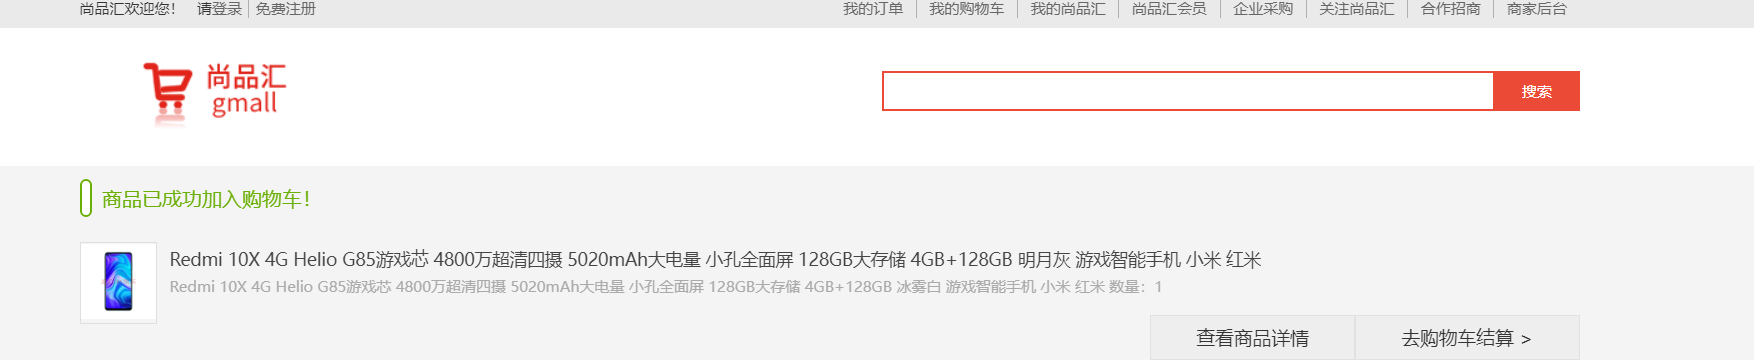 尚品汇欢迎您！ 请登录 免费注册 我的订单 我的购物车 我的尚品汇 尚品汇会员 企业采购 关注尚品汇 合作招商 商家后台
尚品汇
gmall
搜索
商品已成功加入购物车！
Redmi 10X 4G Helio G85游戏芯 4800万超清四摄 5020mAh大电量 小孔全面屏 128GB大存储 4GB+128GB 明月灰 游戏智能手机 小米 红米
Redmi 10X 4G Helio G85游戏芯 4800万超清四摄 5020mAh大电量 小孔全面屏 128GB大存储 4GB+128GB 冰雾白 游戏智能手机 小米 红米 数量：1
查看商品详情 去购物车结算 >